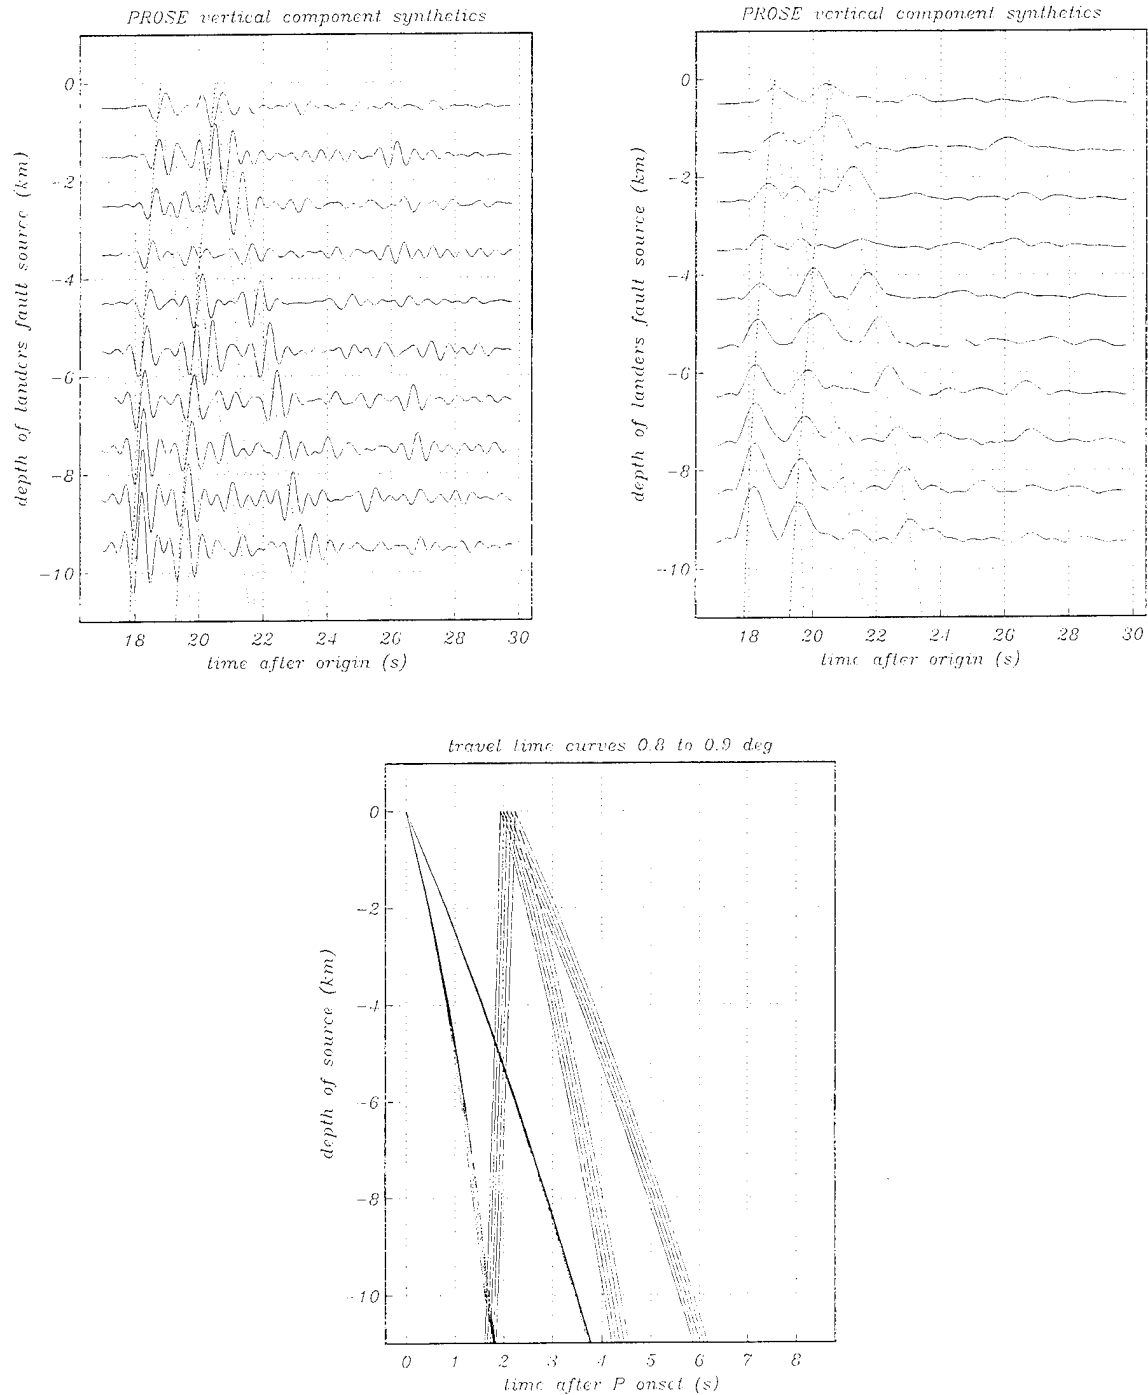 PROSE vertical component synthetics
depth of landers fault source (km)
0
-2
-4
-6
-8
-10
18 20 22 24 26 28 30
time after origin (s)
PROSE vertical component synthetics
depth of landers fault source (km)
0
-2
-4
-6
-8
-10
18 20 22 24 26 28 30
time after origin (s)
travel time curves 0.8 to 0.9 deg
depth of source (km)
0
-2
-4
-6
-8
-10
0 1 2 3 4 5 6 7 8
time after P onset (s)